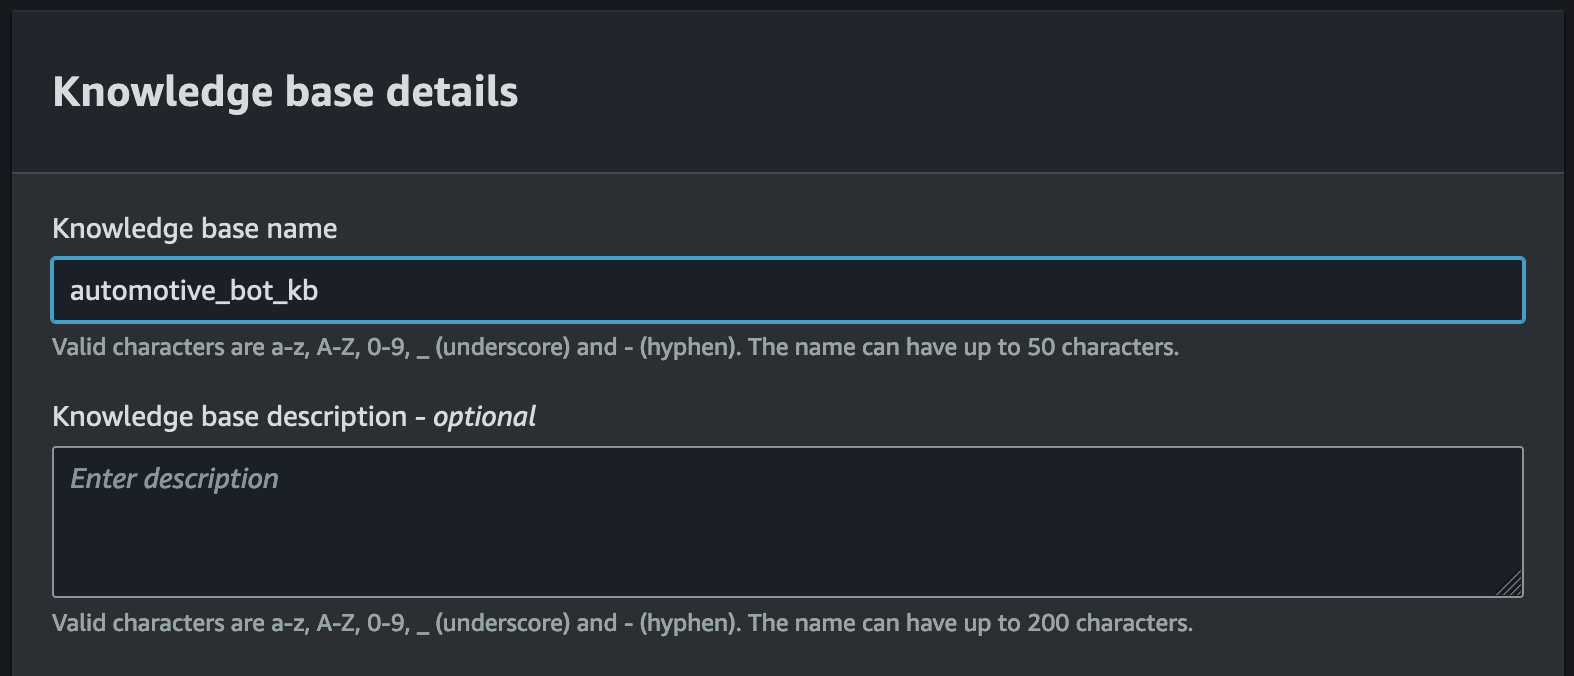 Knowledge base details
Knowledge base name
automotive_bot_kb
Valid characters are a-z, A-Z, 0-9, _ (underscore) and - (hyphen). The name can have up to 50 characters.
Knowledge base description - optional
Enter description
Valid characters are a-z, A-Z, 0-9, _ (underscore) and - (hyphen). The name can have up to 200 characters.